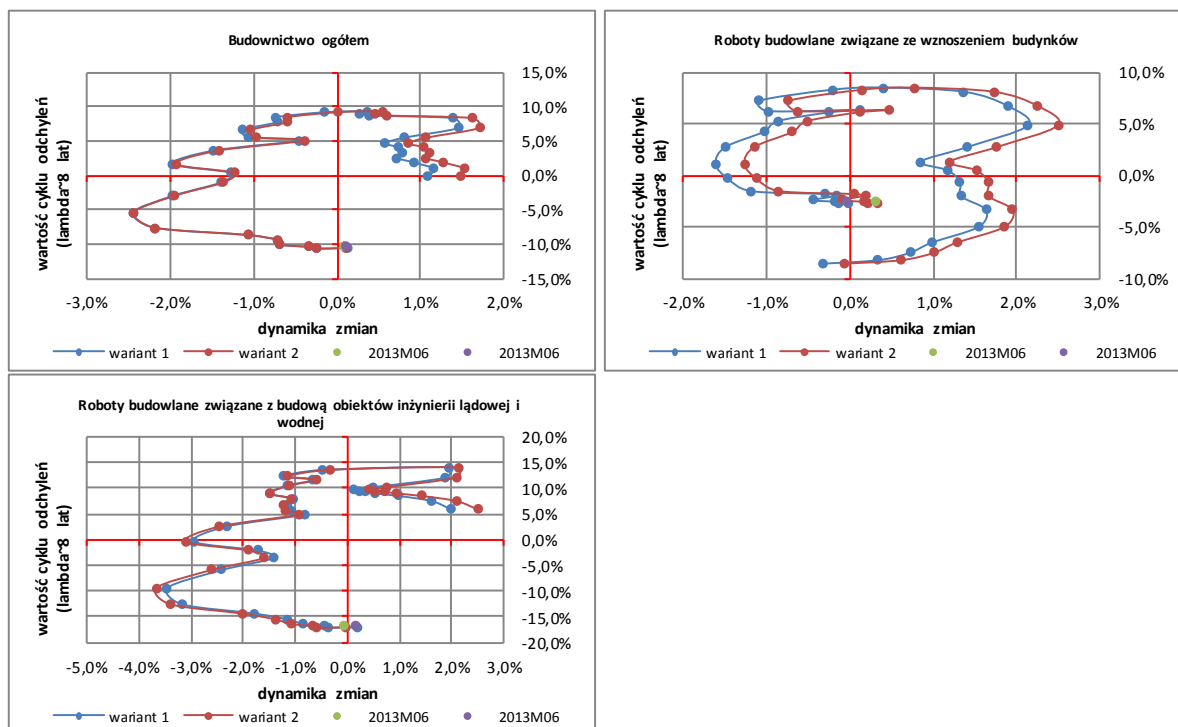 Budownictwo ogółem
15,0%
10,0%
5,0%
0,0%
-5,0%
-10,0%
-15,0%
wartość cyklu odchyleń
(lambda~8 lat)
-3,0% -2,0% -1,0% 0,0% 1,0% 2,0%
dynamika zmian
wariant 1 wariant 2 2013M06 2013M06
Roboty budowlane związane ze wznoszeniem budynków
10,0%
5,0%
0,0%
-5,0%
-10,0%
wartość cyklu odchyleń
(lambda~8 lat)
-2,0% -1,0% 0,0% 1,0% 2,0% 3,0%
dynamika zmian
wariant 1 wariant 2 2013M06 2013M06
Roboty budowlane związane z budową obiektów inżynierii lądowej i
wodnej
20,0%
15,0%
10,0%
5,0%
0,0%
-5,0%
-10,0%
-15,0%
-20,0%
wartość cyklu odchyleń
(lambda~8 lat)
-5,0% -4,0% -3,0% -2,0% -1,0% 0,0% 1,0% 2,0% 3,0%
dynamika zmian
wariant 1 wariant 2 2013M06 2013M06